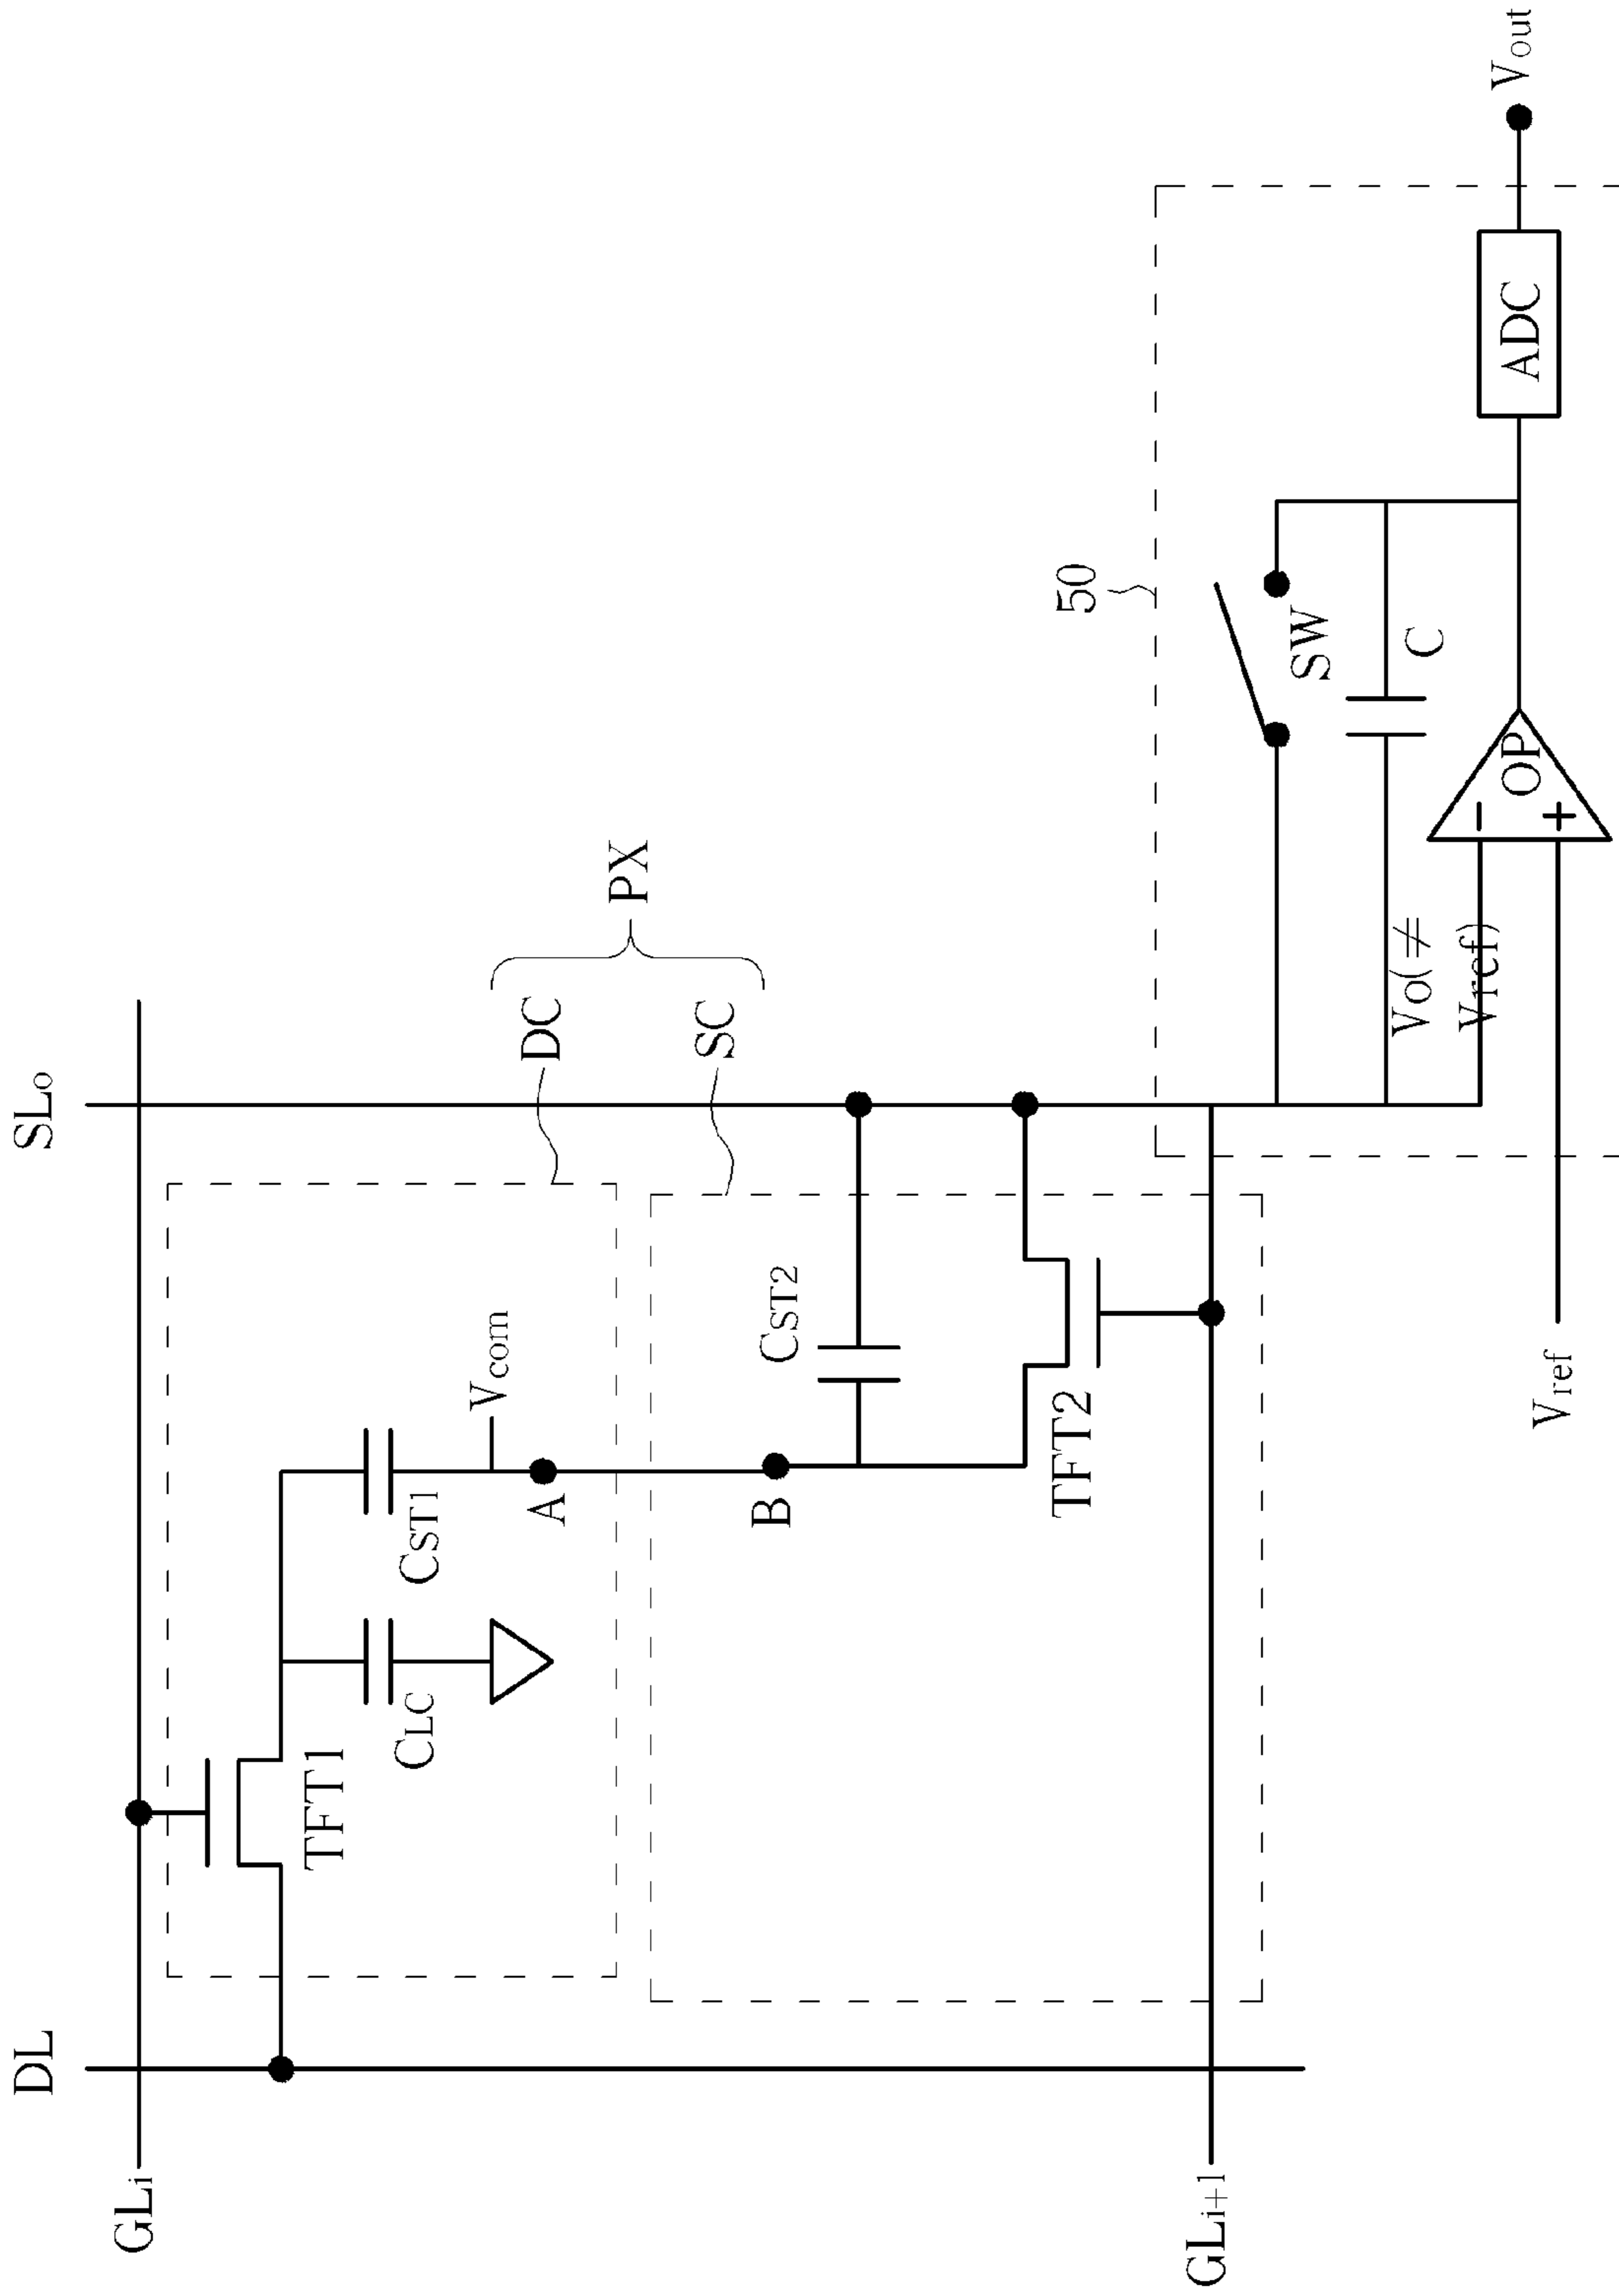 DL
SLo
GLi
TFT1
CLC
CST1
Vcom
A
DC
PX
SC
B
CST2
TFT2
GLi+1
50
SW
C
Vo(≠
Vref)
OP
−
+
Vref
ADC
Vout